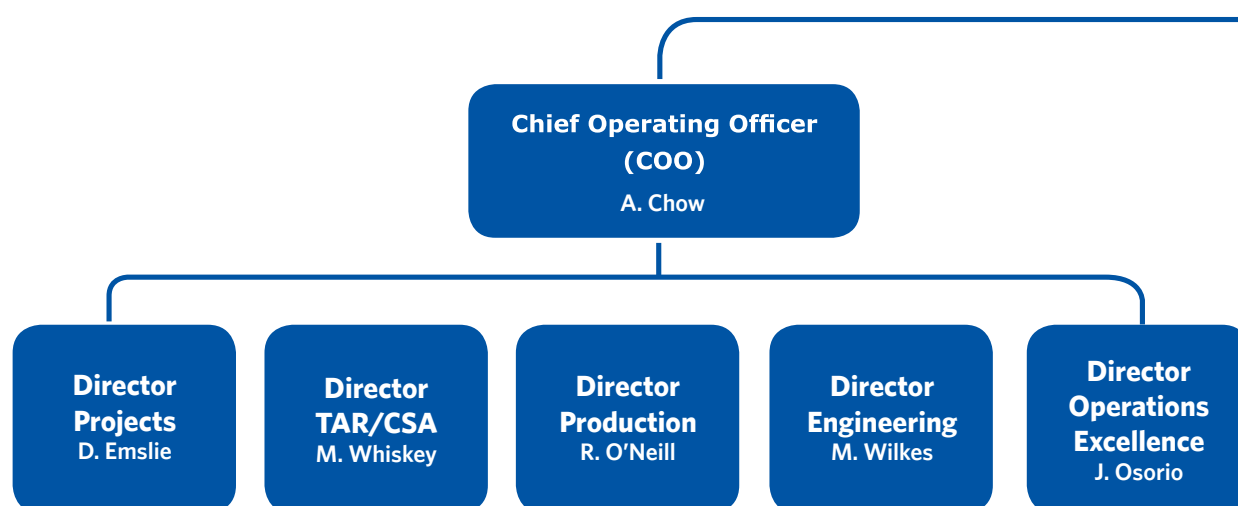 Chief Operating Officer
(COO)
A. Chow
Director
Projects
D. Emslie
Director
TAR/CSA
M. Whiskey
Director
Production
R. O'Neill
Director
Engineering
M. Wilkes
Director
Operations
Excellence
J. Osorio